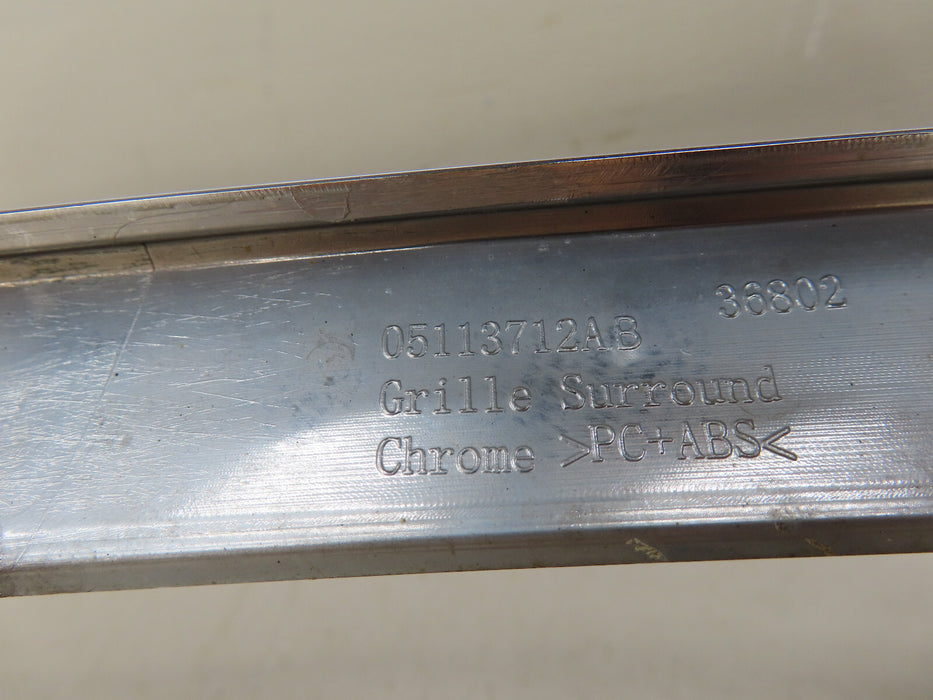 36802
05113712AB
Grille Surround
Chrome >PC+ABS<